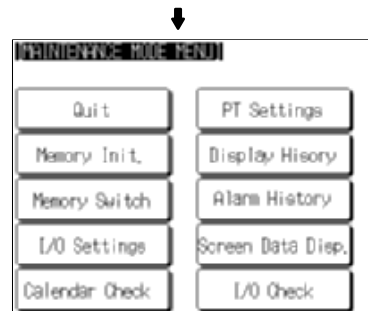 [MAINTENANCE MODE MENU]
Quit
PT Settings
Memory Init.
Display Hisory
Memory Switch
Alarm History
I/O Settings
Screen Data Disp.
Calendar Check
I/O Check